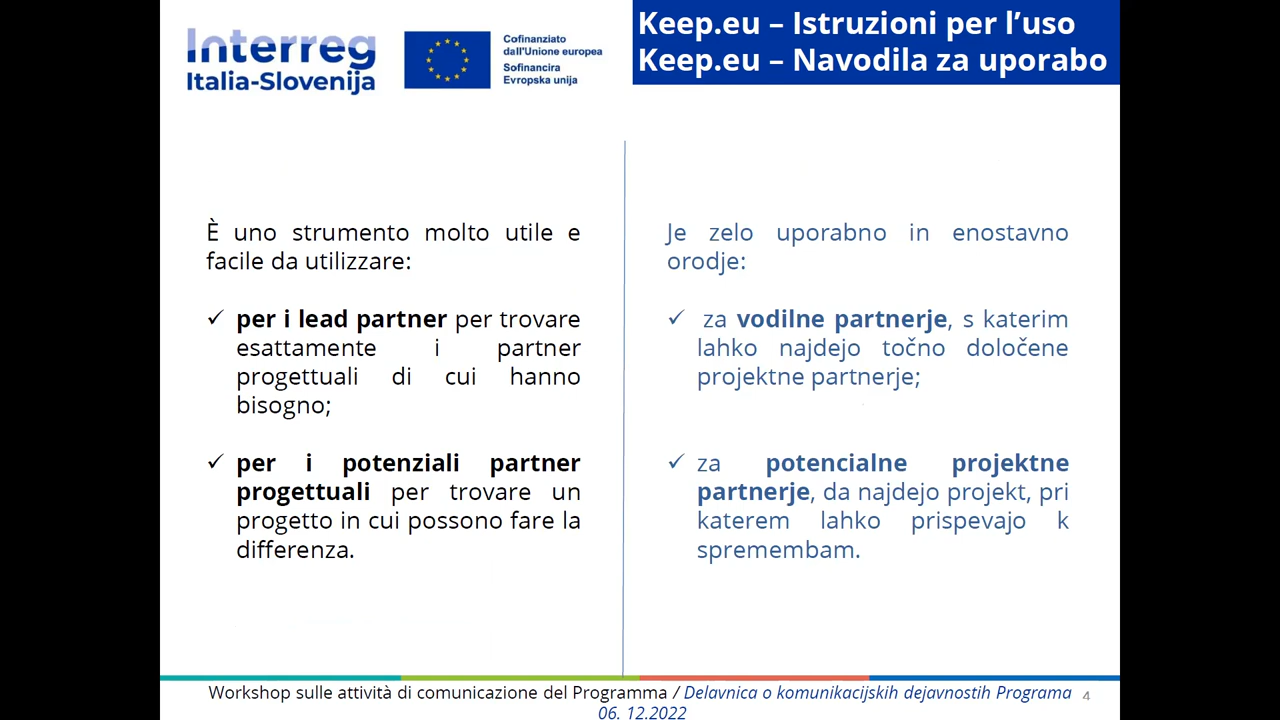 Interreg
Italia-Slovenija
Cofinanziato
dall'Unione europea
Sofinancira
Evropska unija
Keep.eu – Istruzioni per l’uso
Keep.eu – Navodila za uporabo
È uno strumento molto utile e
facile da utilizzare:
✓ per i lead partner per trovare
esattamente i partner
progettuali di cui hanno
bisogno;
✓ per i potenziali partner
progettuali per trovare un
progetto in cui possono fare la
differenza.
Je zelo uporabno in enostavno
orodje:
✓ za vodilne partnerje, s katerim
lahko najdejo točno določene
projektne partnerje;
✓ za potencialne projektne
partnerje, da najdejo projekt, pri
katerem lahko prispevajo k
spremembam.
Workshop sulle attività di comunicazione del Programma / Delavnica o komunikacijskih dejavnostih Programa
06. 12.2022
4